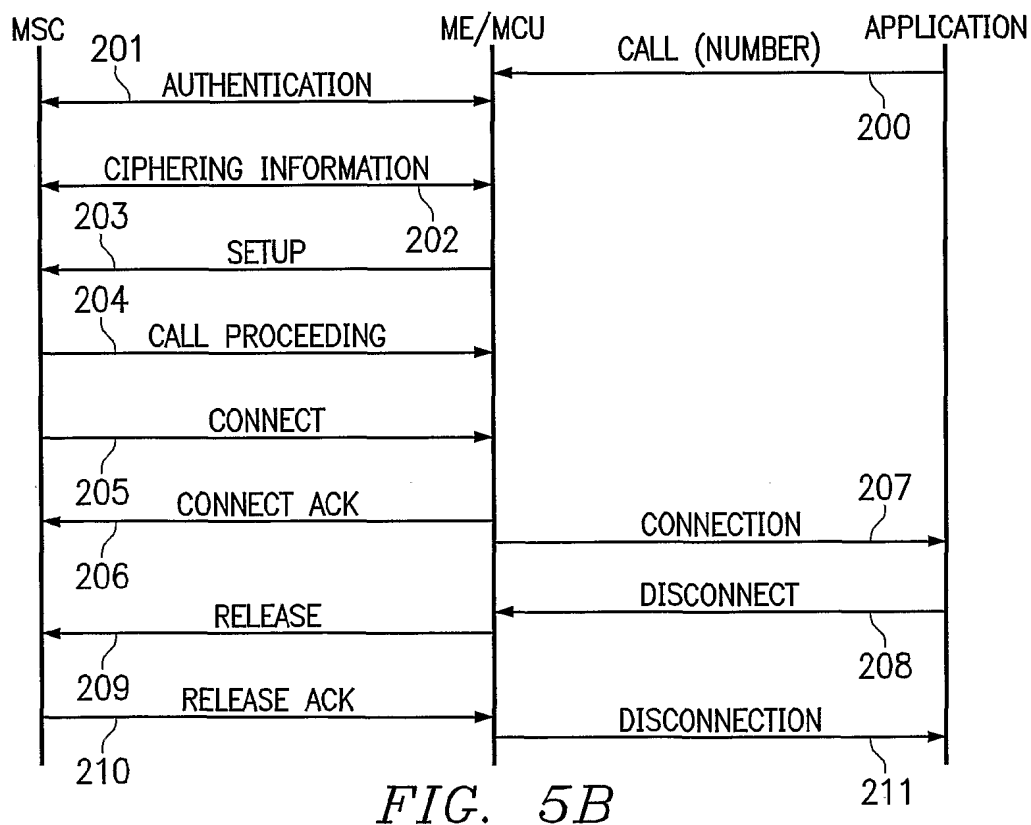 MSC ME/MCU APPLICATION
CALL (NUMBER)
201
AUTHENTICATION
200
CIPHERING INFORMATION
203
202
SETUP
204
CALL PROCEEDING
CONNECT
205
207
CONNECT ACK
CONNECTION
206
DISCONNECT
RELEASE
208
209
RELEASE ACK
DISCONNECTION
210
211
FIG. 5B